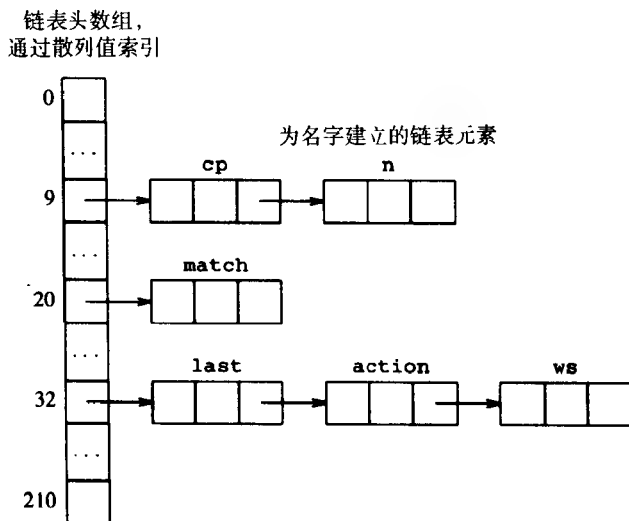 链表头数组，
通过散列值索引
0
...
为名字建立的链表元素
cp n
9
...
match
20
...
last action ws
32
...
210